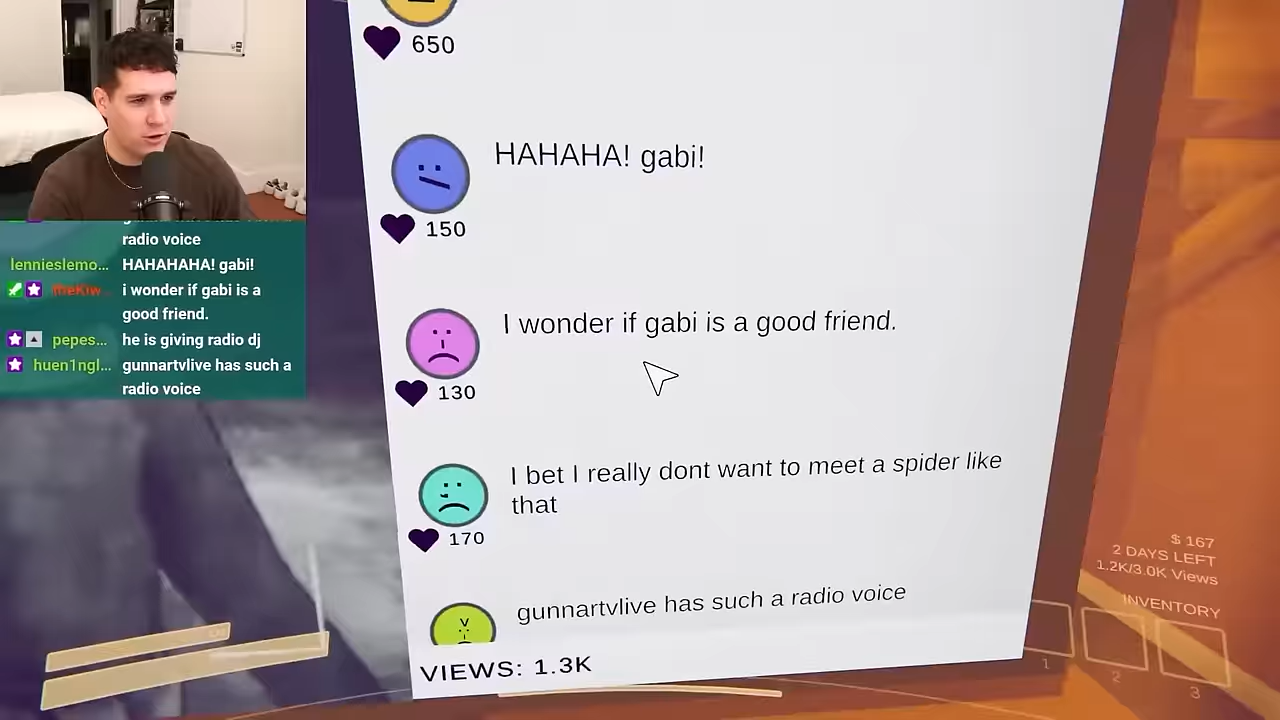 650
HAHAHA! gabi!
150
I wonder if gabi is a good friend.
130
I bet I really dont want to meet a spider like
that
170
gunnartvlive has such a radio voice
VIEWS: 1.3K
radio voice
lennieslemo... HAHAHAHA! gabi!
theKiw... i wonder if gabi is a
good friend.
pepes... he is giving radio dj
huen1ngl... gunnartvlive has such a
radio voice
$ 167
2 DAYS LEFT
1.2K/3.0K Views
INVENTORY
1
2
3